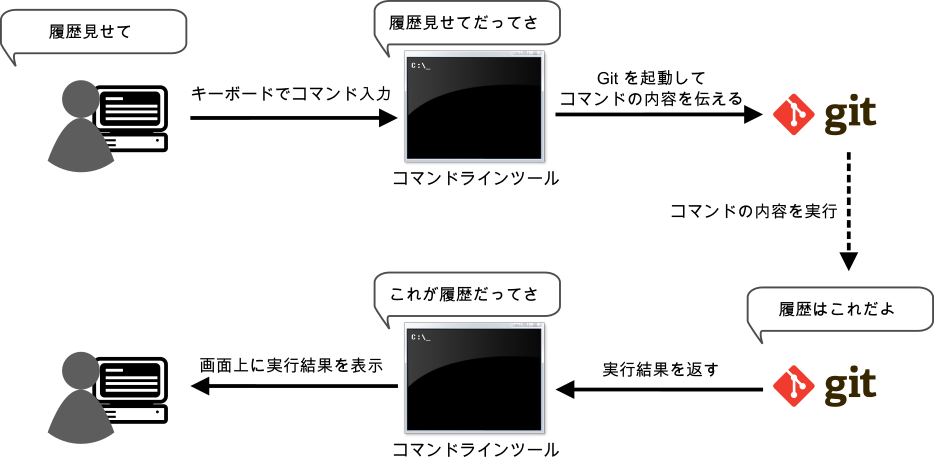 履歴見せて
履歴見せてだってさ
C:\_
キーボードでコマンド入力
Git を起動して
コマンドの内容を伝える
git
コマンドラインツール
コマンドの内容を実行
これが履歴だってさ
履歴はこれだよ
C:\_
画面上に実行結果を表示
実行結果を返す
git
コマンドラインツール